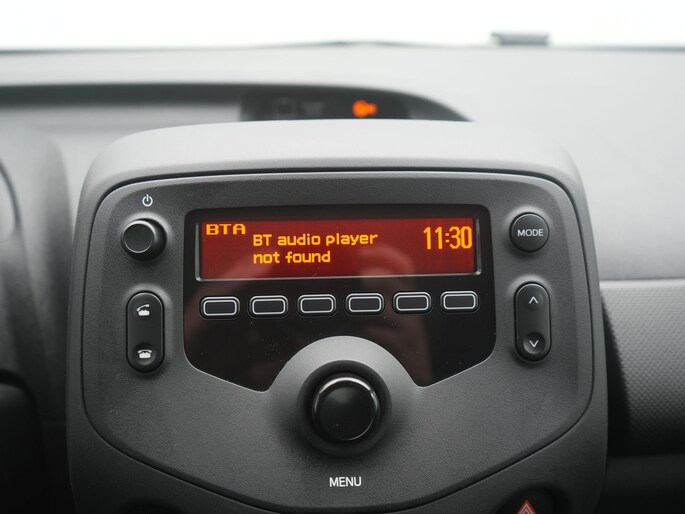 BTA
BT audio player
not found
11:30
MODE
MENU